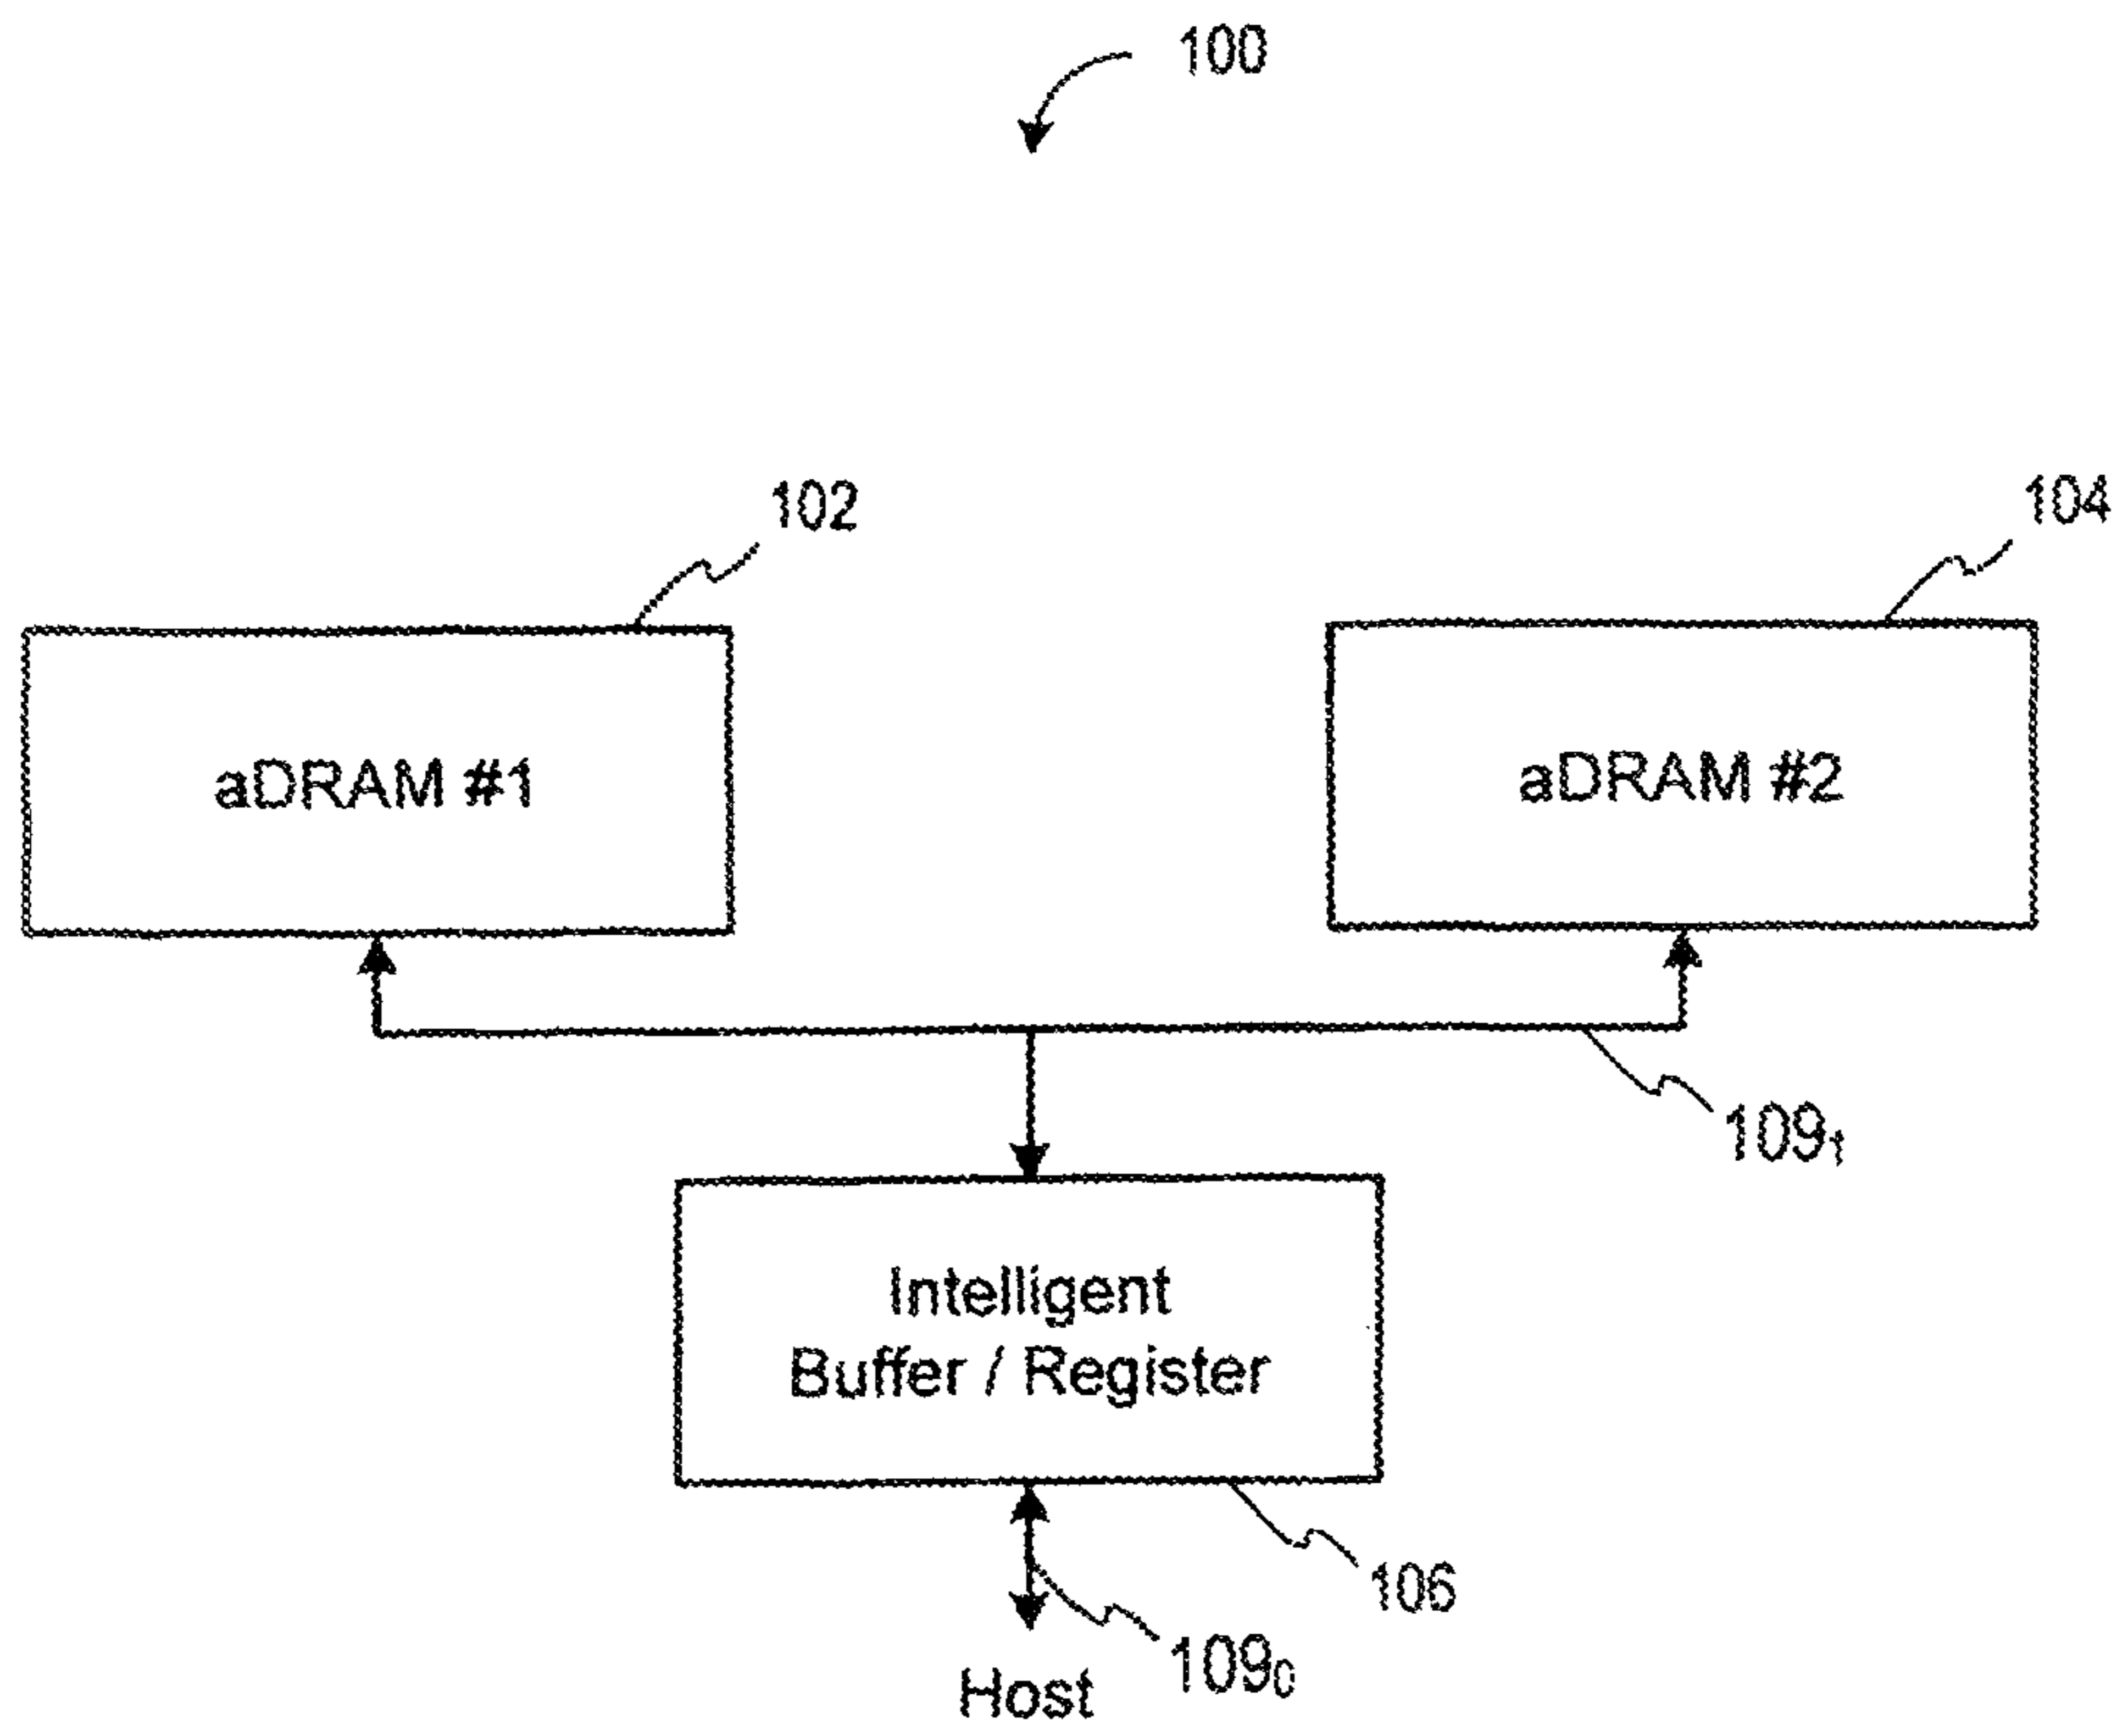 100
102
104
aDRAM #1
aDRAM #2
109₁
Intelligent
Buffer / Register
106
109₀
Host